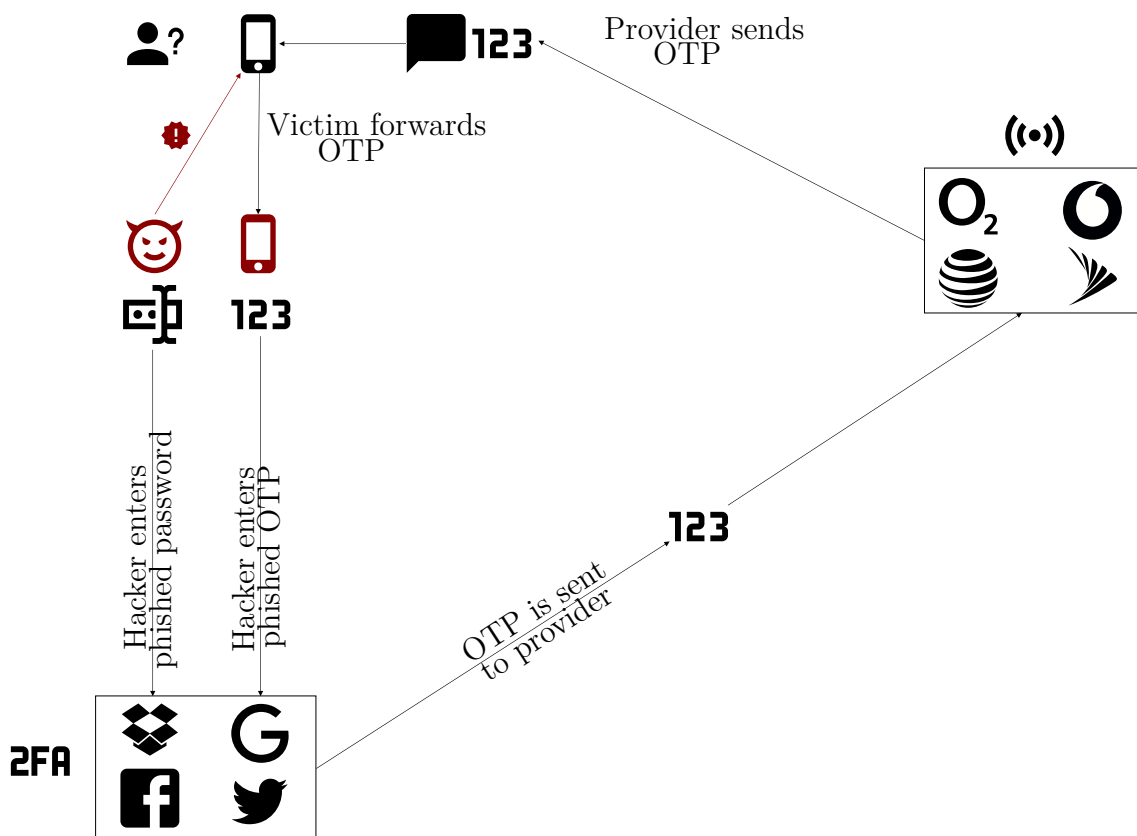 123
Provider sends
OTP
Victim forwards
OTP
O2
123
Hacker enters
phished password
Hacker enters
phished OTP
123
OTP is sent
to provider
2FA